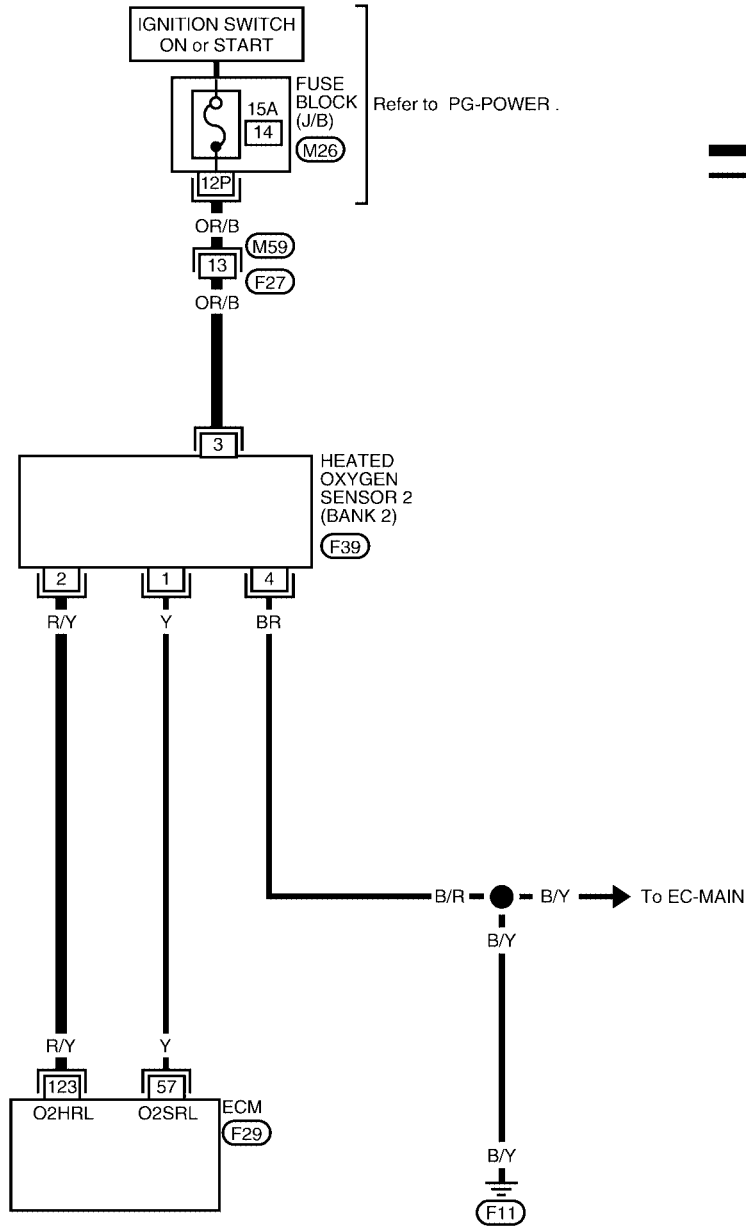 IGNITION SWITCH
ON or START
FUSE
BLOCK
(J/B)
15A
14
M26
Refer to PG-POWER .
12P
OR/B
M59
13
F27
OR/B
3
HEATED
OXYGEN
SENSOR 2
(BANK 2)
F39
2 1 4
R/Y Y BR
B/R B/Y To EC-MAIN
B/Y
R/Y Y
123 57
O2HRL O2SRL
ECM
F29
B/Y
F11